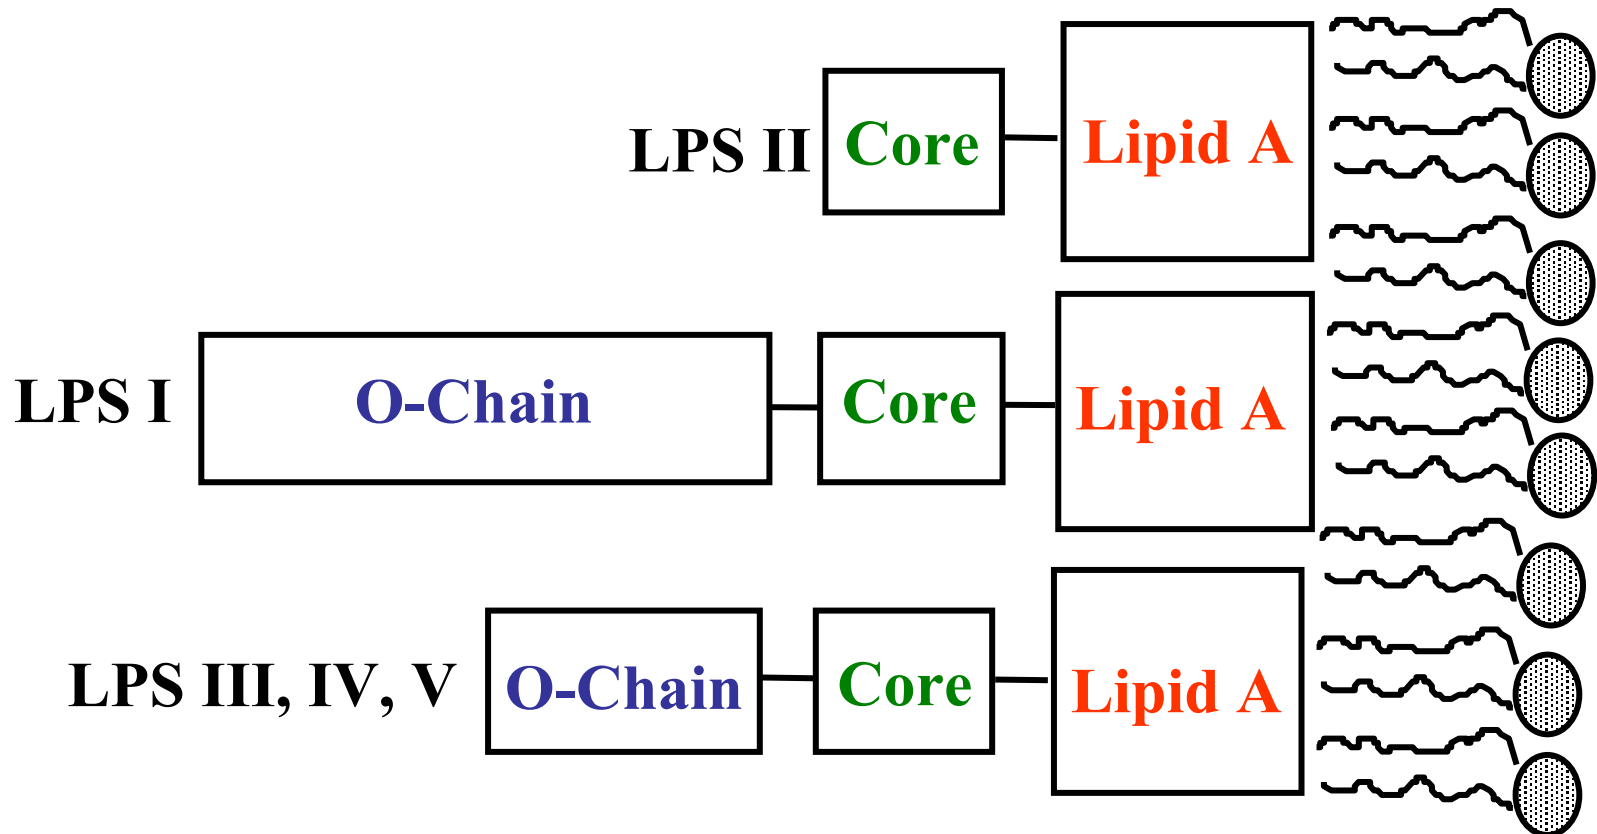 LPS II Core Lipid A
LPS I O-Chain Core Lipid A
LPS III, IV, V O-Chain Core Lipid A